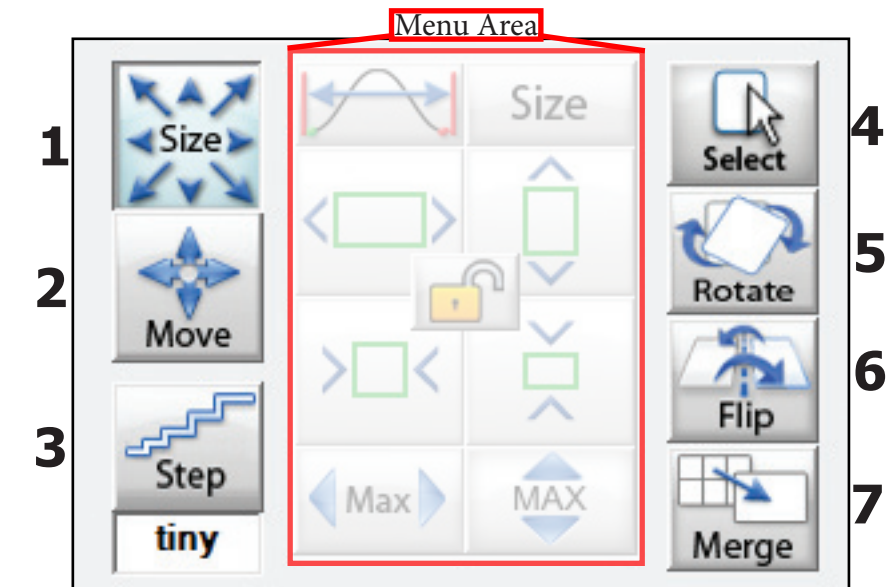 Menu Area
1
Size
Size
4
Select
2
Move
5
Rotate
6
Flip
3
Step
tiny
Max
MAX
7
Merge